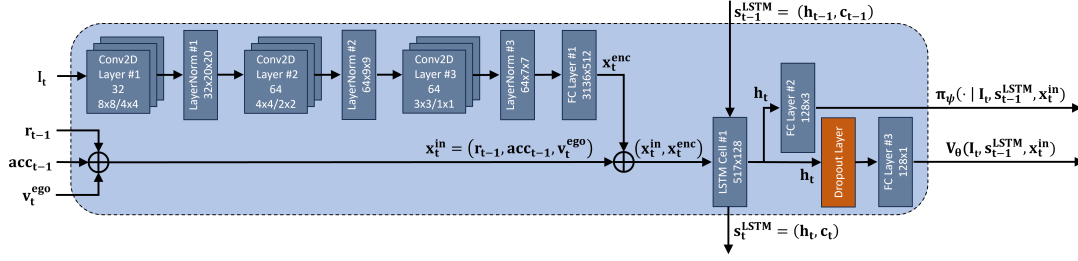 s_{t-1}^{LSTM} = (h_{t-1}, c_{t-1})
I_t
Conv2D
Layer #1
32
8x8/4x4
LayerNorm #1
32x20x20
Conv2D
Layer #2
64
4x4/2x2
LayerNorm #2
64x9x9
Conv2D
Layer #3
64
3x3/1x1
LayerNorm #3
64x7x7
FC Layer #1
3136x512
x_t^{enc}
r_{t-1}
acc_{t-1}
v_t^{ego}
x_t^{in} = (r_{t-1}, acc_{t-1}, v_t^{ego})
(x_t^{in}, x_t^{enc})
LSTM Cell #1
517x128
h_t
FC Layer #2
128x3
π_ψ(· | I_t, s_{t-1}^{LSTM}, x_t^{in})
h_t
Dropout Layer
FC Layer #3
128x1
V_θ(I_t, s_{t-1}^{LSTM}, x_t^{in})
s_t^{LSTM} = (h_t, c_t)